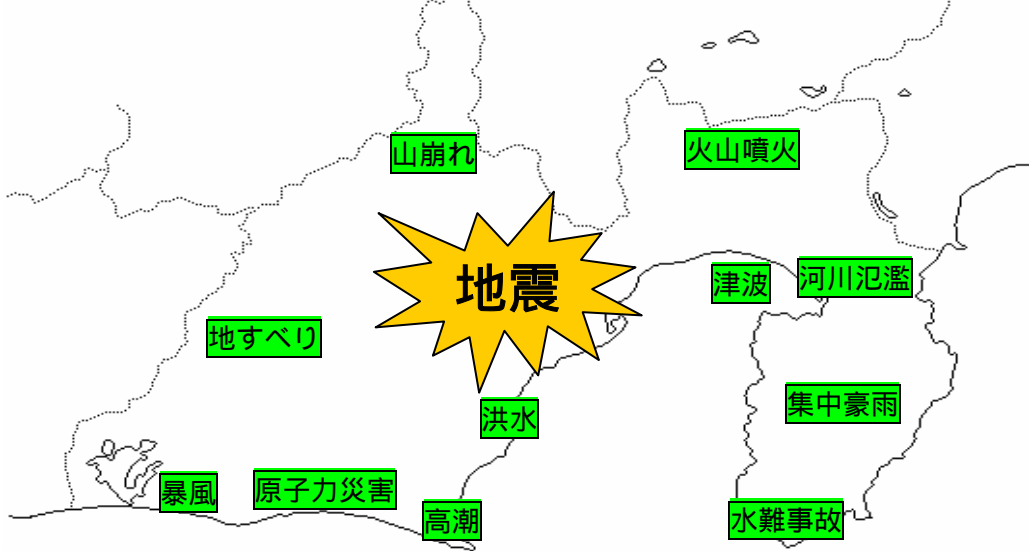 山崩れ
火山噴火
地震
津波
河川氾濫
地すべり
洪水
集中豪雨
暴風
原子力災害
高潮
水難事故